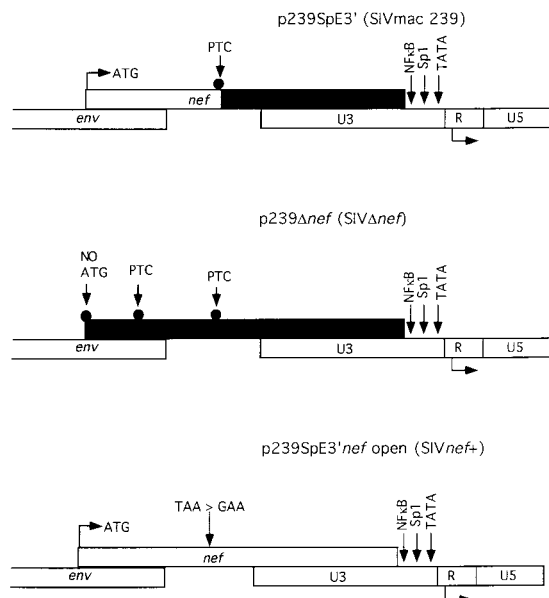 p239SpE3' (SiVmac 239)
PTC
ATG
NFκB
Sp1
TATA
nef
env
U3
R
U5
p239Δnef (SIVΔnef)
NO
ATG
PTC
PTC
NFκB
Sp1
TATA
env
U3
R
U5
p239SpE3'nef open (SIVnef+)
TAA > GAA
ATG
NFκB
Sp1
TATA
nef
env
U3
R
U5